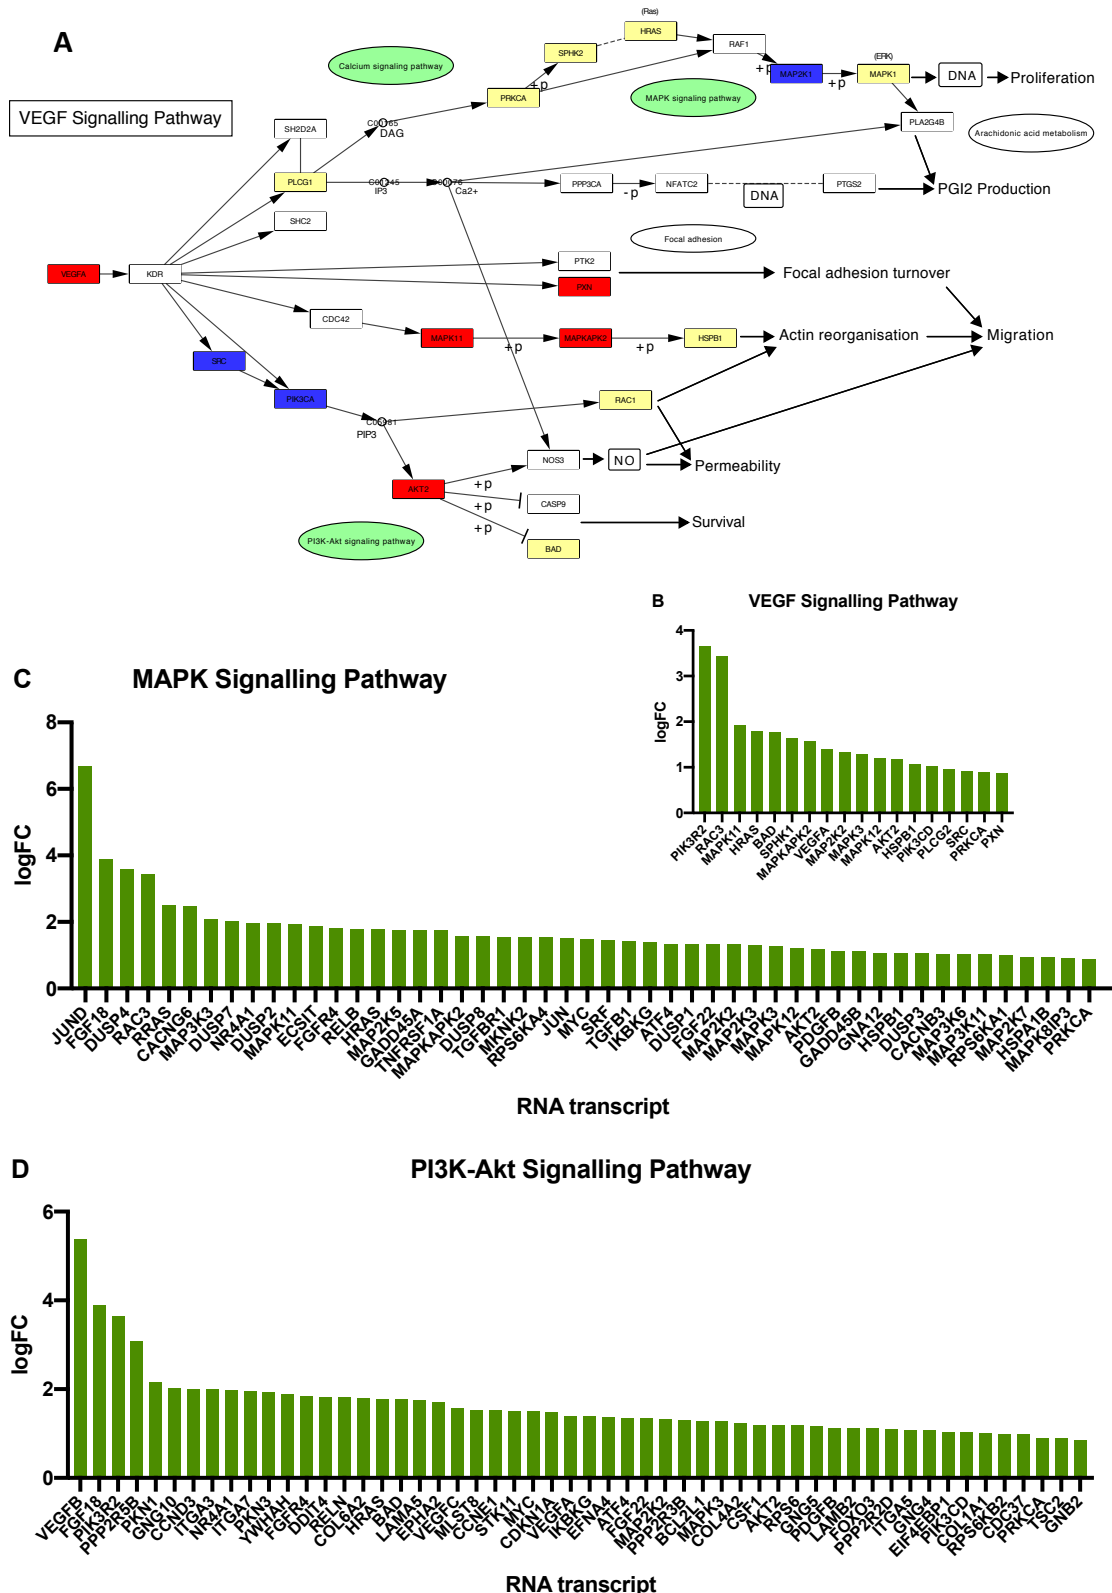 A
VEGF Signalling Pathway
(Ras)
HRAS
SPHK2
RAF1
Calcium signaling pathway
+p
PRKCA
MAPK signaling pathway
+p
MAP2K1
+p
(ERK)
MAPK1
DNA
Proliferation
C00165
DAG
SH2D2A
PLA2G4B
Arachidonic acid metabolism
PLCG1
C01245
IP3
C00076
Ca2+
PPP3CA
-p
NFATC2
DNA
PTGS2
PGI2 Production
SHC2
Focal adhesion
VEGFA
KDR
PTK2
PXN
Focal adhesion turnover
CDC42
MAPK11
+p
MAPKAPK2
+p
HSPB1
Actin reorganisation
Migration
SRC
PIK3CA
C05981
PIP3
RAC1
NOS3
NO
Permeability
AKT2
+p
+p
+p
CASP9
Survival
PI3K-Akt signaling pathway
BAD
B
VEGF Signalling Pathway
logFC
4
3
2
1
0
PIK3R2
RAC3
MAPK11
HRAS
BAD
SPHK1
MAPKAPK2
VEGFA
MAP2K2
MAPK3
MAPK12
AKT2
HSPB1
PIK3CD
PLCG2
SRC
PRKCA
PXN
C
MAPK Signalling Pathway
logFC
8
6
4
2
0
JUND
FGF18
DUSP4
RAC3
RRAS
CACNG6
MAP3K3
DUSP7
NR4A1
DUSP2
MAPK11
ECSIT
FGFR4
RELB
HRAS
MAP2K5
GADD45A
TNFRSF1A
MAPKAPK2
DUSP8
TGFBR1
MKNK2
RPS6KA4
JUN
MYC
SRF
TGFB1
IKBKG
ATF4
DUSP1
FGF22
MAP2K2
MAP2K3
MAPK3
MAPK12
AKT2
PDGFB
GADD45B
GNA12
HSPB1
DUSP3
CACNB3
MAP3K6
MAP3K11
RPS6KA1
MAP2K7
HSPA1B
MAPK8IP3
PRKCA
RNA transcript
D
PI3K-Akt Signalling Pathway
logFC
6
4
2
0
VEGFB
FGF18
PIK3R2
PPP2R5B
PKN1
GNG10
CCND3
ITGA3
NR4A1
ITGA7
PKN3
YWHAH
FGFR4
DDIT4
RELN
COL6A2
HRAS
BAD
LAMA5
EPHA2
VEGFC
MLST8
CCNE1
STK11
MYC
CDKN1A
VEGFA
IKBKG
EFNA4
ATF4
FGF22
MAP2K2
PPP2R3B
BCL2L1
MAPK3
COL4A2
CSF1
AKT2
RPS6
GNG5
PDGFB
LAMB2
FOXO3
PPP2R2D
ITGA5
GNG4
EIF4EBP1
PIK3CD
COL1A1
RPS6KB2
CDC37
PRKCA
TSC2
GNB2
RNA transcript